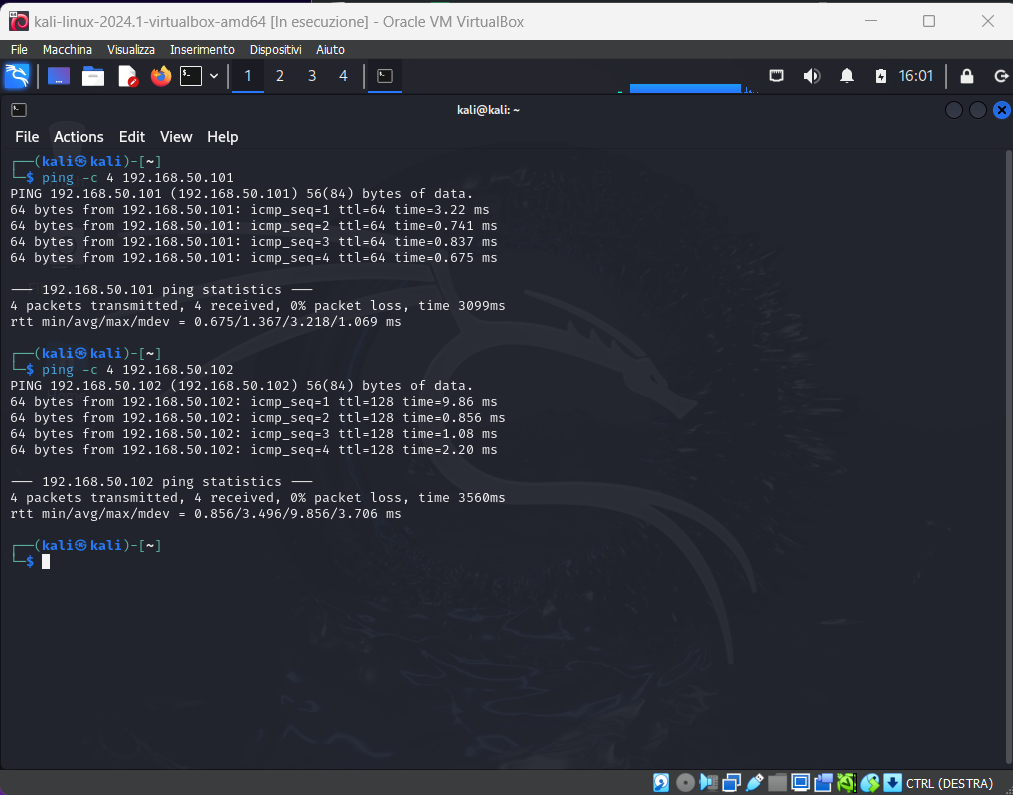 kali-linux-2024.1-virtualbox-amd64 [In esecuzione] - Oracle VM VirtualBox
File Macchina Visualizza Inserimento Dispositivi Aiuto
1 2 3 4 16:01
kali@kali: ~
File Actions Edit View Help
┌──(kali㉿kali)-[~]
└─$ ping -c 4 192.168.50.101
PING 192.168.50.101 (192.168.50.101) 56(84) bytes of data.
64 bytes from 192.168.50.101: icmp_seq=1 ttl=64 time=3.22 ms
64 bytes from 192.168.50.101: icmp_seq=2 ttl=64 time=0.741 ms
64 bytes from 192.168.50.101: icmp_seq=3 ttl=64 time=0.837 ms
64 bytes from 192.168.50.101: icmp_seq=4 ttl=64 time=0.675 ms
─── 192.168.50.101 ping statistics ───
4 packets transmitted, 4 received, 0% packet loss, time 3099ms
rtt min/avg/max/mdev = 0.675/1.367/3.218/1.069 ms
┌──(kali㉿kali)-[~]
└─$ ping -c 4 192.168.50.102
PING 192.168.50.102 (192.168.50.102) 56(84) bytes of data.
64 bytes from 192.168.50.102: icmp_seq=1 ttl=128 time=9.86 ms
64 bytes from 192.168.50.102: icmp_seq=2 ttl=128 time=0.856 ms
64 bytes from 192.168.50.102: icmp_seq=3 ttl=128 time=1.08 ms
64 bytes from 192.168.50.102: icmp_seq=4 ttl=128 time=2.20 ms
─── 192.168.50.102 ping statistics ───
4 packets transmitted, 4 received, 0% packet loss, time 3560ms
rtt min/avg/max/mdev = 0.856/3.496/9.856/3.706 ms
┌──(kali㉿kali)-[~]
└─$
CTRL (DESTRA)